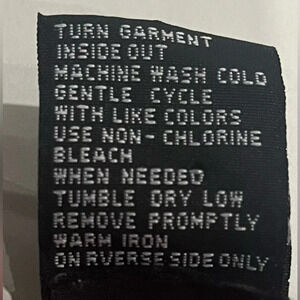 TURN GARMENT
INSIDE OUT
MACHINE WASH COLD
GENTLE CYCLE
WITH LIKE COLORS
USE NON-CHLORINE
BLEACH
WHEN NEEDED
TUMBLE DRY LOW
REMOVE PROMPTLY
WARM IRON
ON RVERSE SIDE ONLY